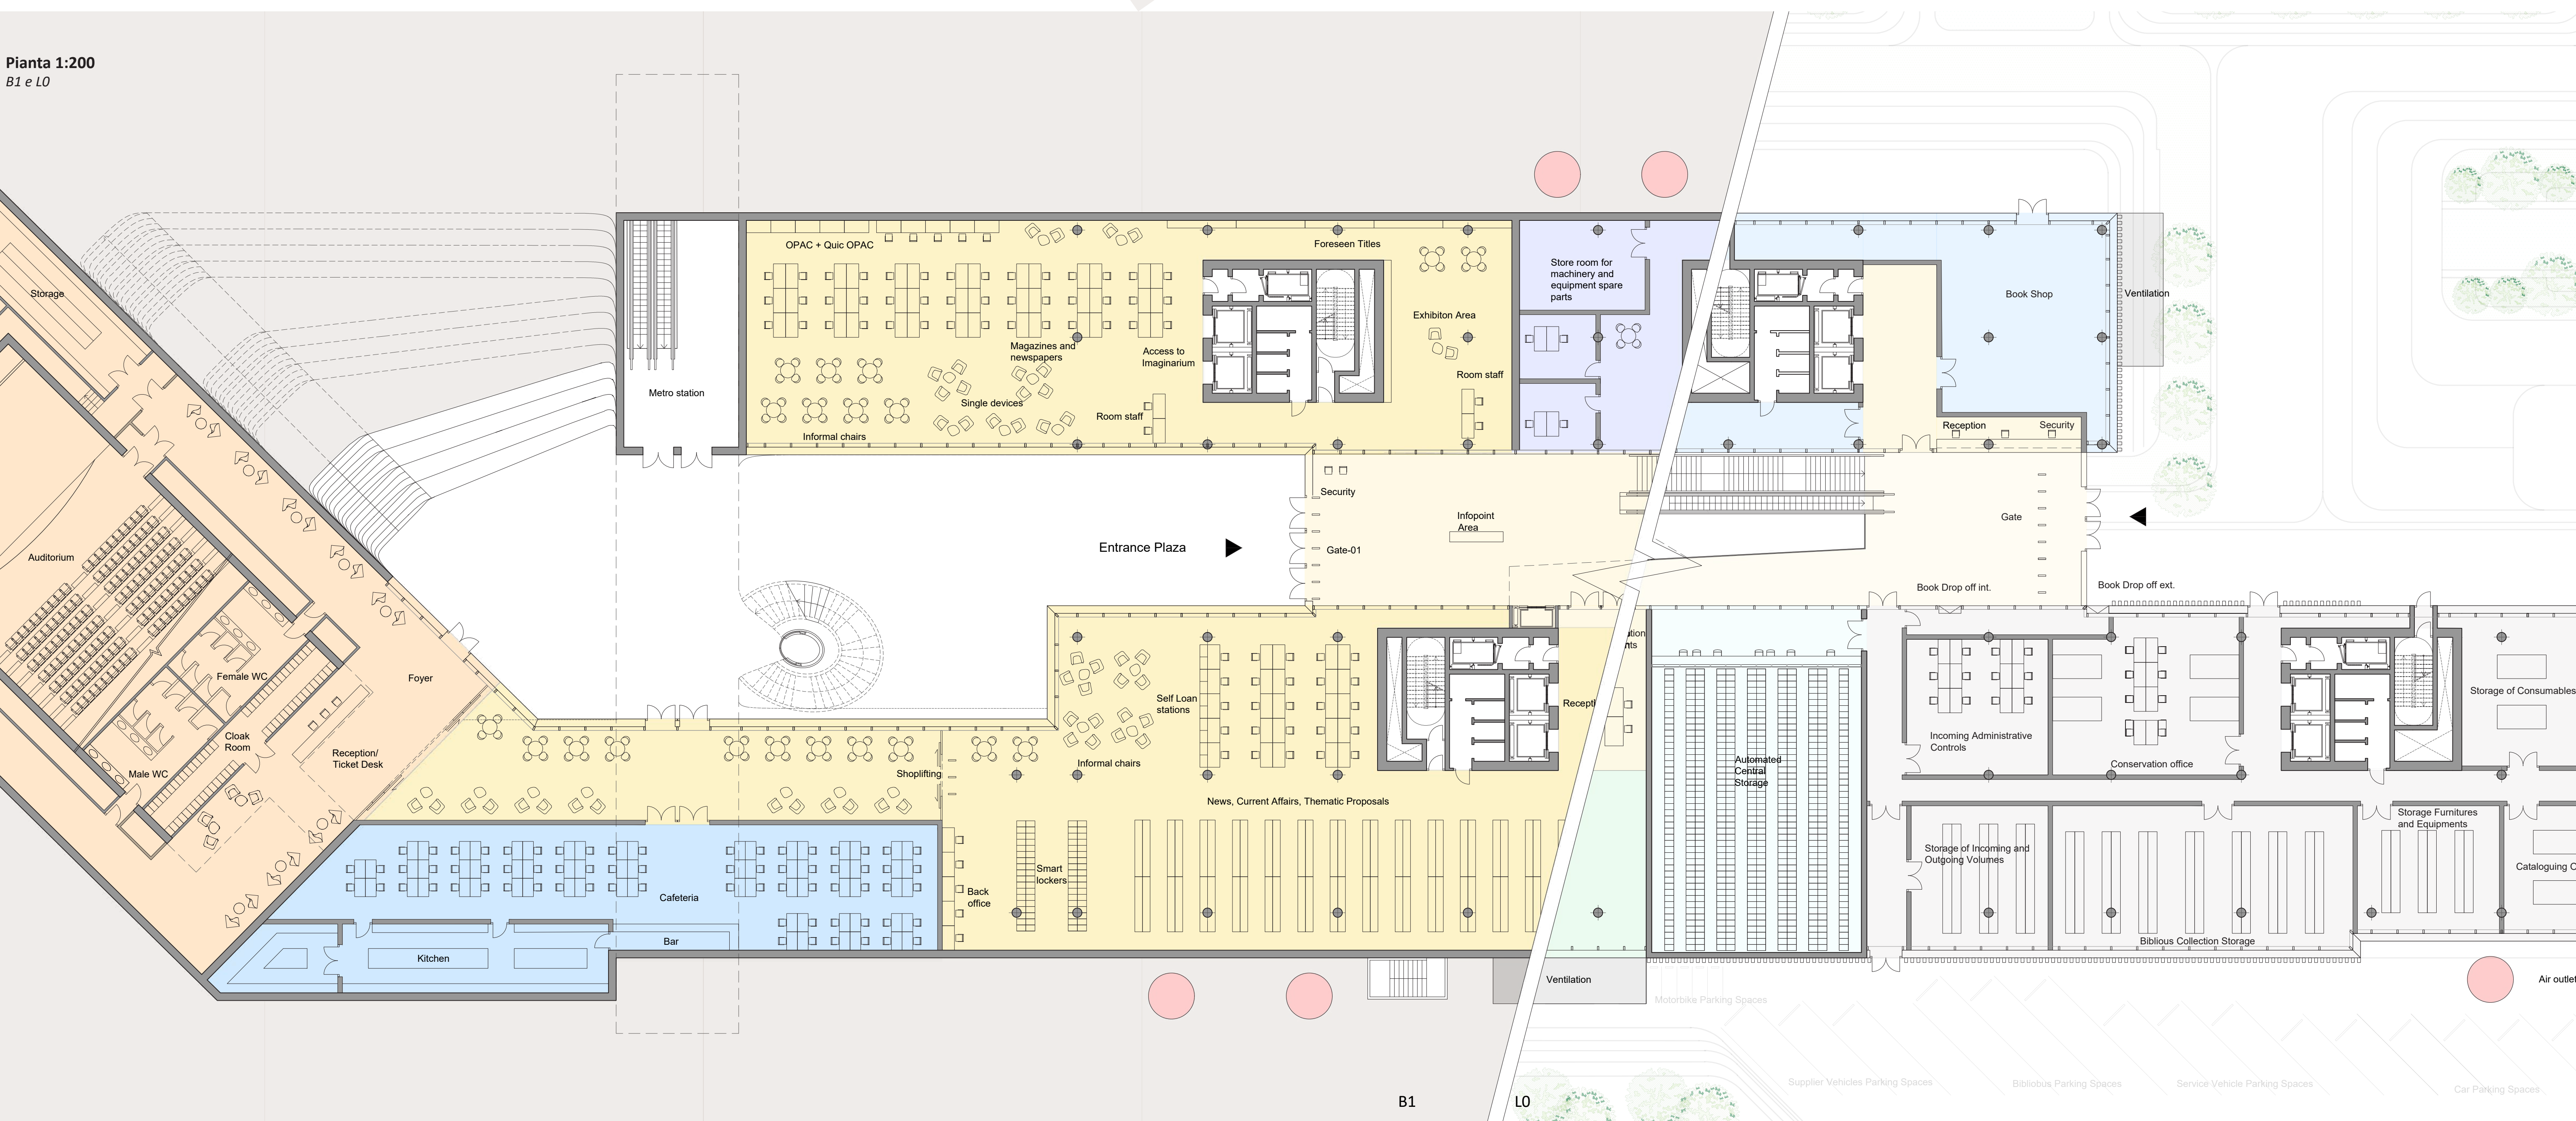 Pianta 1:200
B1 e L0
Storage
Auditorium
Female WC
Male WC
Cloak
Room
Reception/
Ticket Desk
Foyer
Metro station
OPAC + Quic OPAC
Magazines and
newspapers
Single devices
Informal chairs
Access to
Imaginarium
Room staff
Foreseen Titles
Exhibiton Area
Room staff
Store room for
machinery and
equipment spare
parts
Entrance Plaza
Security
Gate-01
Infopoint
Area
Self Loan
stations
Informal chairs
Shoplifting
News, Current Affairs, Thematic Proposals
Smart
lockers
Back
office
Cafeteria
Bar
Kitchen
Book Shop
Ventilation
Reception
Security
Gate
Book Drop off int.
Book Drop off ext.
Automated
Central
Storage
Incoming Administrative
Controls
Conservation office
Storage of Consumables
Storage of Incoming and
Outgoing Volumes
Biblious Collection Storage
Storage Furnitures
and Equipments
Cataloguing
Ventilation
Motorbike Parking Spaces
Supplier Vehicles Parking Spaces
Bibliobus Parking Spaces
Service Vehicle Parking Spaces
Car Parking Spaces
B1
L0